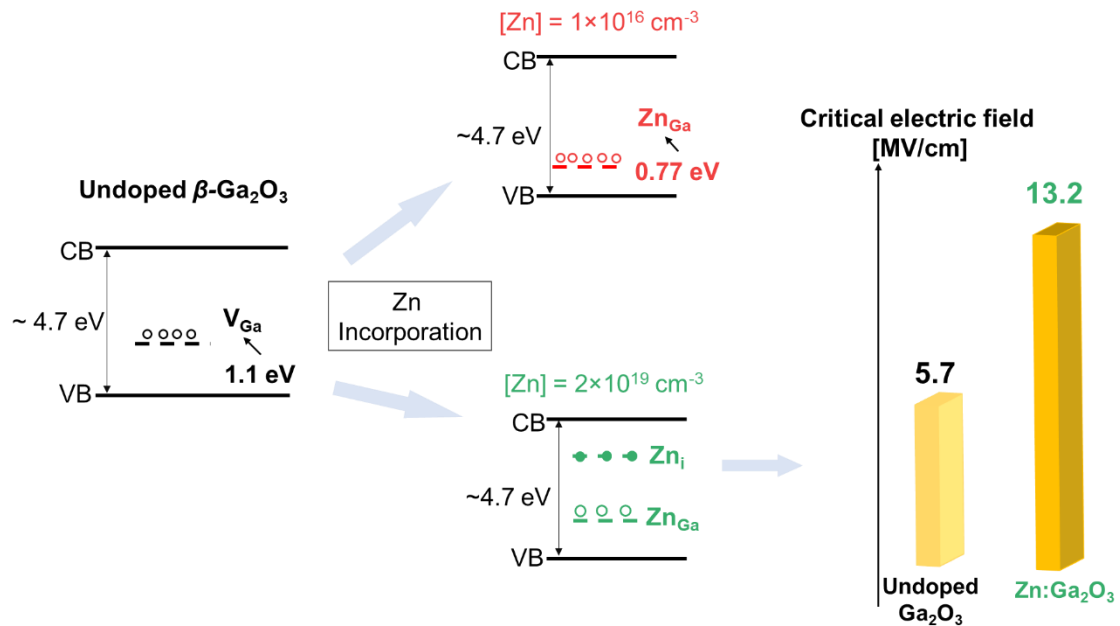 Undoped β-Ga₂O₃
CB
~ 4.7 eV
V_Ga
1.1 eV
VB
Zn
Incorporation
[Zn] = 1×10¹⁶ cm⁻³
CB
~4.7 eV
Zn_Ga
0.77 eV
VB
[Zn] = 2×10¹⁹ cm⁻³
CB
Zn_i
~4.7 eV
Zn_Ga
VB
Critical electric field
[MV/cm]
13.2
5.7
Undoped
Ga₂O₃
Zn:Ga₂O₃